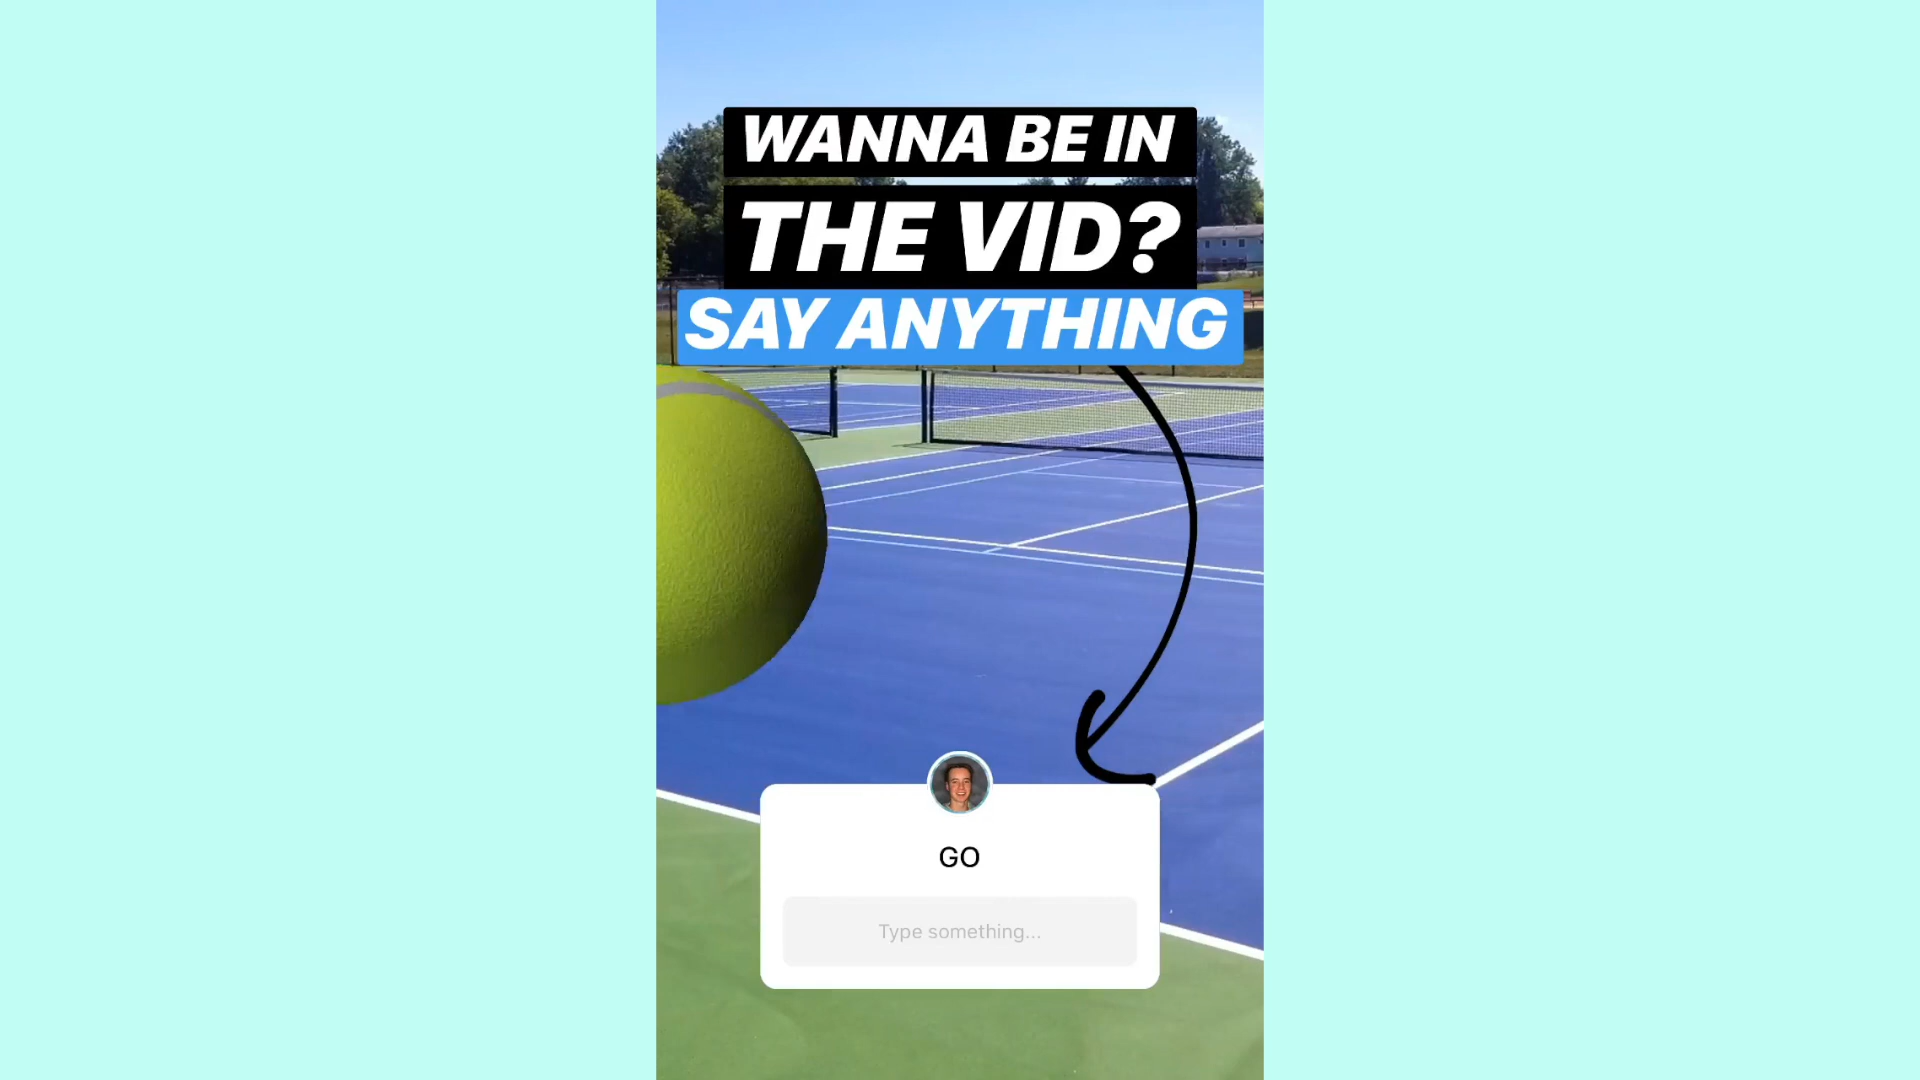 WANNA BE IN
THE VID?
SAY ANYTHING
GO
Type something...